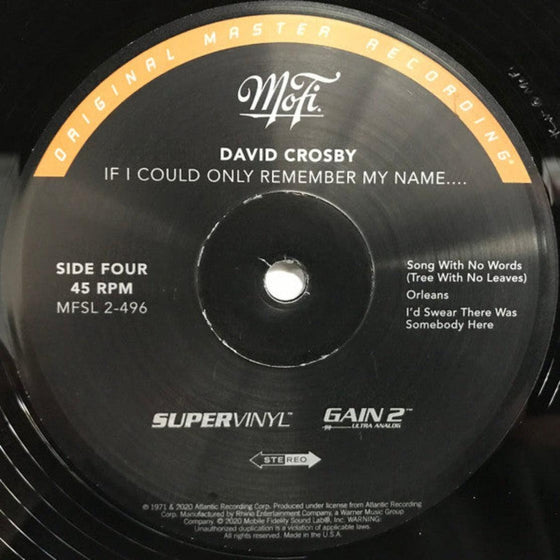 ORIGINAL MASTER RECORDING®
MoFi.
DAVID CROSBY
IF I COULD ONLY REMEMBER MY NAME....
SIDE FOUR
45 RPM
MFSL 2-496
Song With No Words
(Tree With No Leaves)
Orleans
I'd Swear There Was
Somebody Here
SUPERVINYL™
GAIN 2™
ULTRA ANALOG
STEREO
© 1971 & 2020 Atlantic Recording Corp. Produced under license from Atlantic Recording
Corp. Manufactured by Rhino Entertainment Company, a Warner Music Group
Company. © 2020 Mobile Fidelity Sound Lab®, Inc. WARNING:
Unauthorized duplication is a violation of applicable laws.
All rights reserved. Made in the U.S.A.